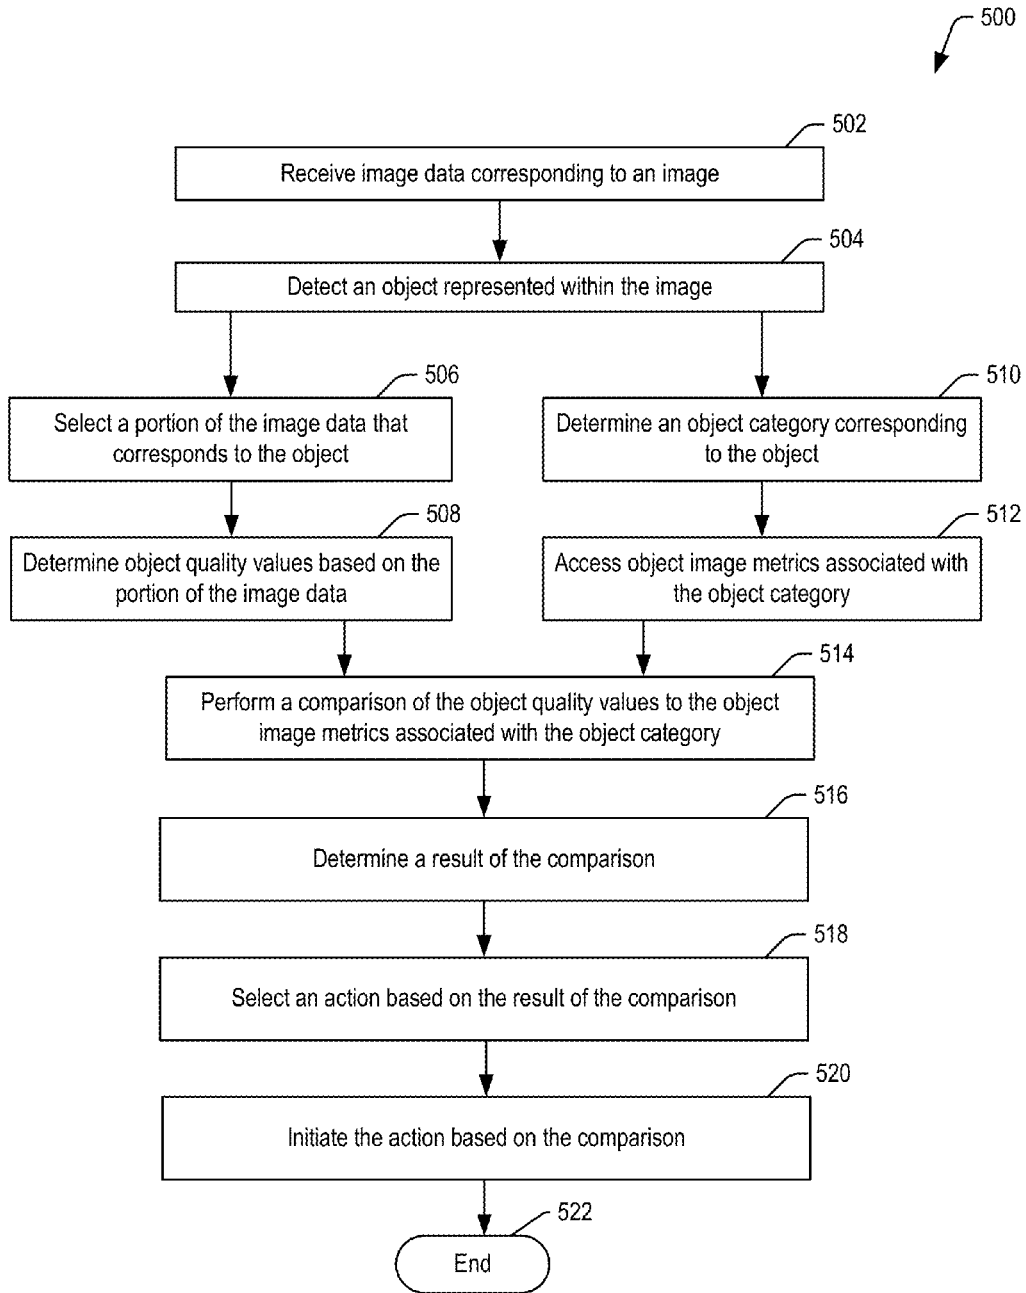 500
502
Receive image data corresponding to an image
504
Detect an object represented within the image
506
Select a portion of the image data that
corresponds to the object
510
Determine an object category corresponding
to the object
508
Determine object quality values based on the
portion of the image data
512
Access object image metrics associated with
the object category
514
Perform a comparison of the object quality values to the object
image metrics associated with the object category
516
Determine a result of the comparison
518
Select an action based on the result of the comparison
520
Initiate the action based on the comparison
522
End